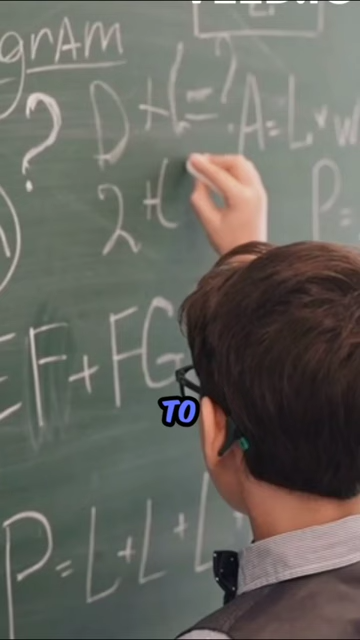 gram
? D + l = ? A = L × W
2 + l
P =
EF + FG
TO
P = L + L + L